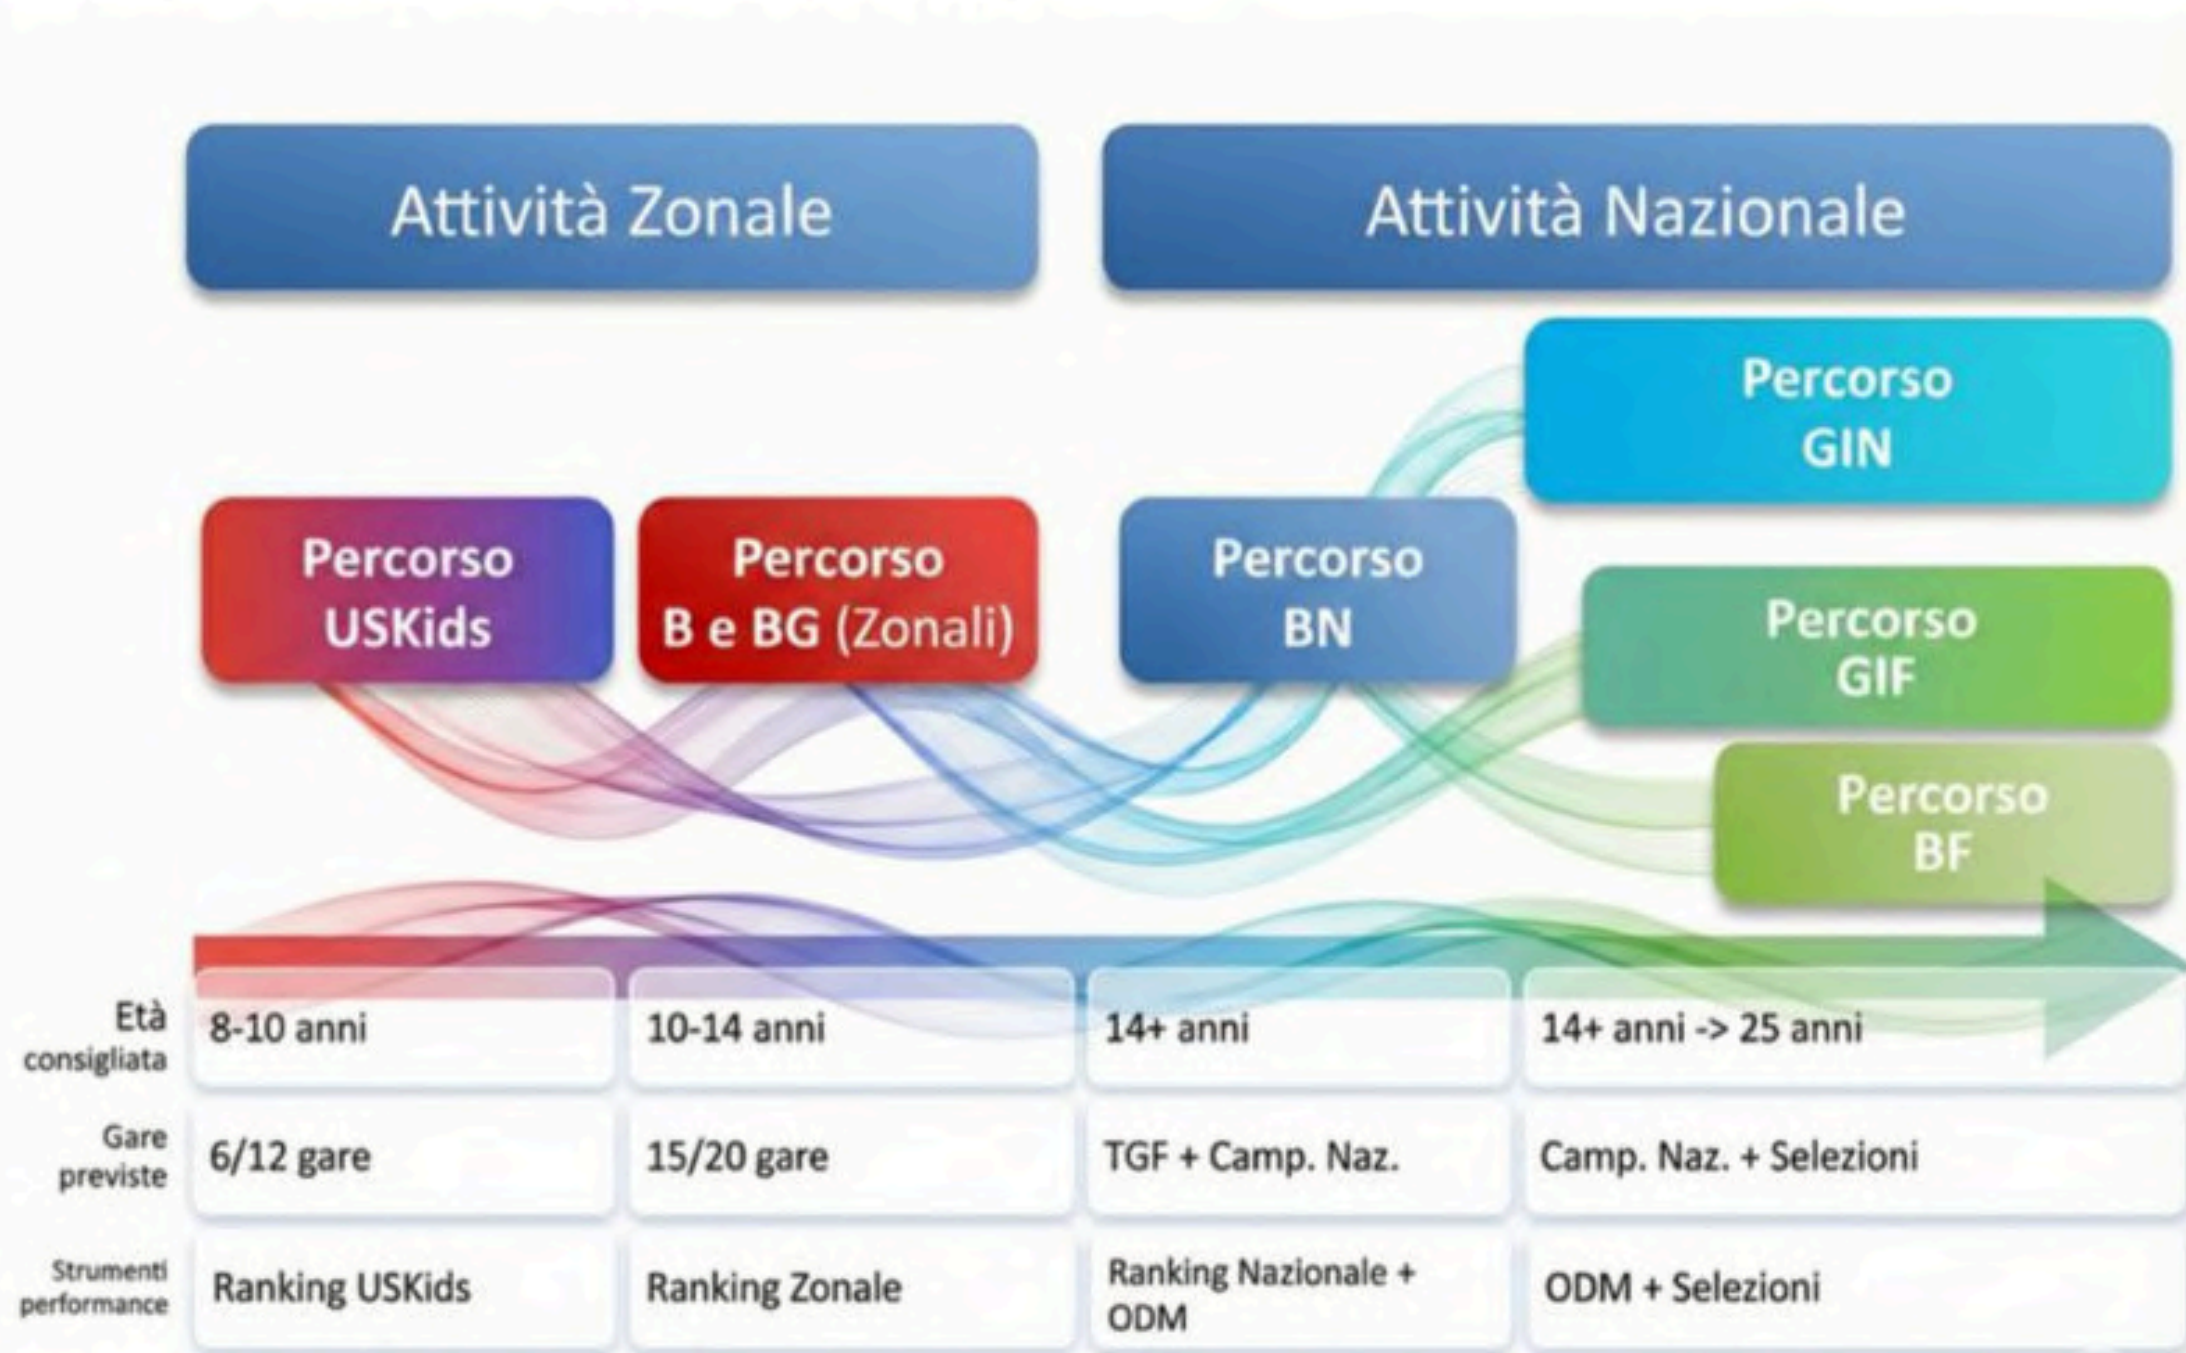 Attività Zonale
Attività Nazionale
Percorso
GIN
Percorso
USKids
Percorso
B e BG (Zonali)
Percorso
BN
Percorso
GIF
Percorso
BF
Età
consigliata
8-10 anni
10-14 anni
14+ anni
14+ anni -> 25 anni
Gare
previste
6/12 gare
15/20 gare
TGF + Camp. Naz.
Camp. Naz. + Selezioni
Strumenti
performance
Ranking USKids
Ranking Zonale
Ranking Nazionale +
ODM
ODM + Selezioni